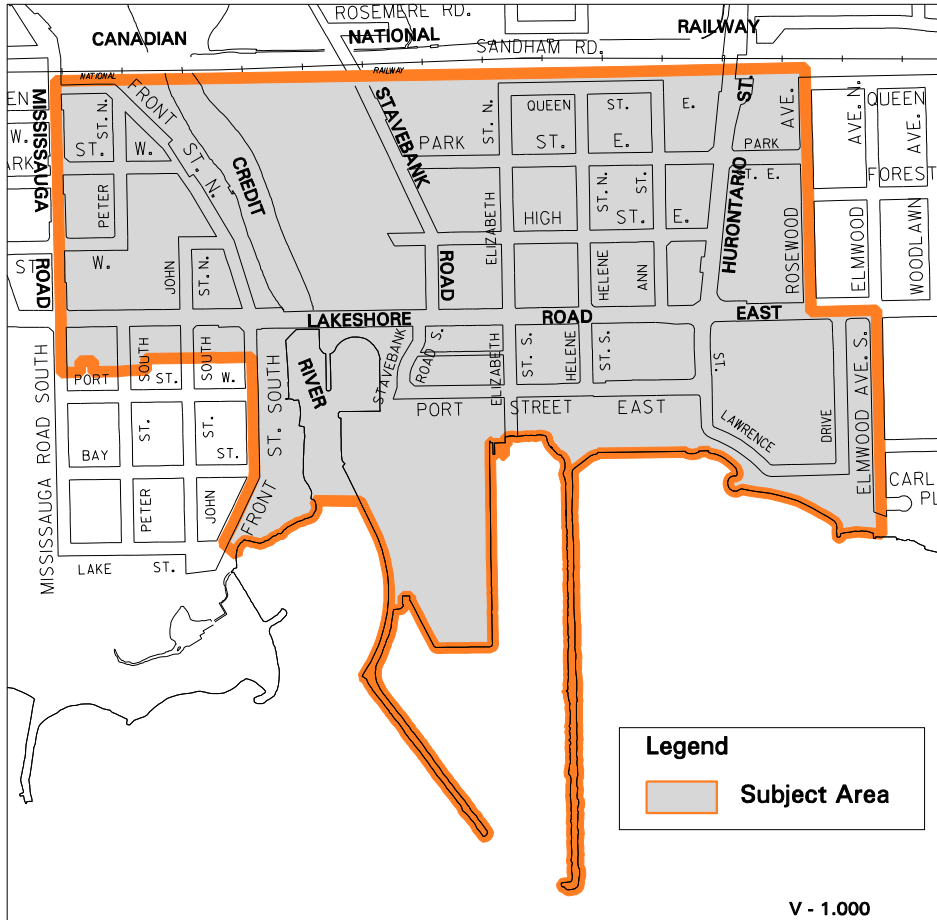 ROSEMERE RD.
CANADIAN NATIONAL RAILWAY
SANDHAM RD.
NATIONAL RAILWAY
MISSISSAUGA ROAD
STAVEBANK ROAD
HURONTARIO ST.
CREDIT RIVER
LAKESHORE ROAD EAST
FRONT ST. N.
QUEEN ST. E.
QUEEN
AVE.
W.
ST. N.
ST. W.
PETER
PARK ST. E.
PARK
ST. E.
FOREST
AVE. N.
AVE.
ELMWOOD
WOODLAWN
ROSEWOOD AVE.
ELIZABETH ST. N.
HIGH ST. E.
HELENE ST. N.
ANN ST.
ST.
W.
JOHN ST. N.
PORT ST. W.
SOUTH
SOUTH
ST. SOUTH
FRONT
STAVEBANK
ROAD S.
ELIZABETH ST. S.
HELENE ST. S.
PORT STREET EAST
ST.
LAWRENCE
DRIVE
ELMWOOD AVE. S.
MISSISSAUGA ROAD SOUTH
BAY ST.
PETER ST.
JOHN ST.
LAKE ST.
CARL
PL
Legend
Subject Area
V - 1.000